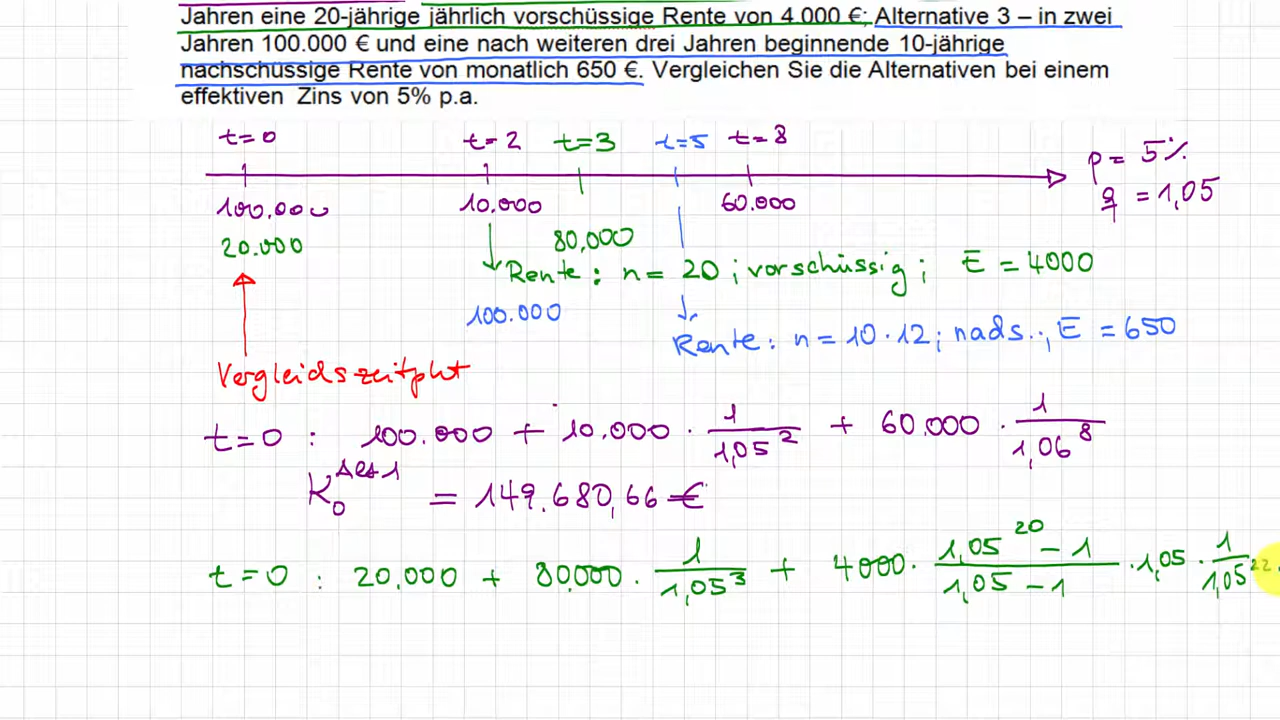 Jahren eine 20-jährige jährlich vorschüssige Rente von 4 000 €; Alternative 3 – in zwei
Jahren 100.000 € und eine nach weiteren drei Jahren beginnende 10-jährige
nachschüssige Rente von monatlich 650 €. Vergleichen Sie die Alternativen bei einem
effektiven Zins von 5% p.a.
t=0 t=2 t=3 t=5 t=8
p = 5%
q = 1,05
100.000 10.000 60.000
20.000 80.000
Rente: n = 20; vorschüssig; E = 4000
100.000
Rente: n = 10·12; nachs.; E = 650
Vergleichszeitpkt
t=0 : 100.000 + 10.000 · 1/1,05² + 60.000 · 1/1,06⁸
K₀^Alt 1 = 149.680,66 €
t=0 : 20.000 + 80.000 · 1/1,05³ + 4000 · (1,05²⁰ - 1)/(1,05 - 1) · 1,05 · 1/1,05²²